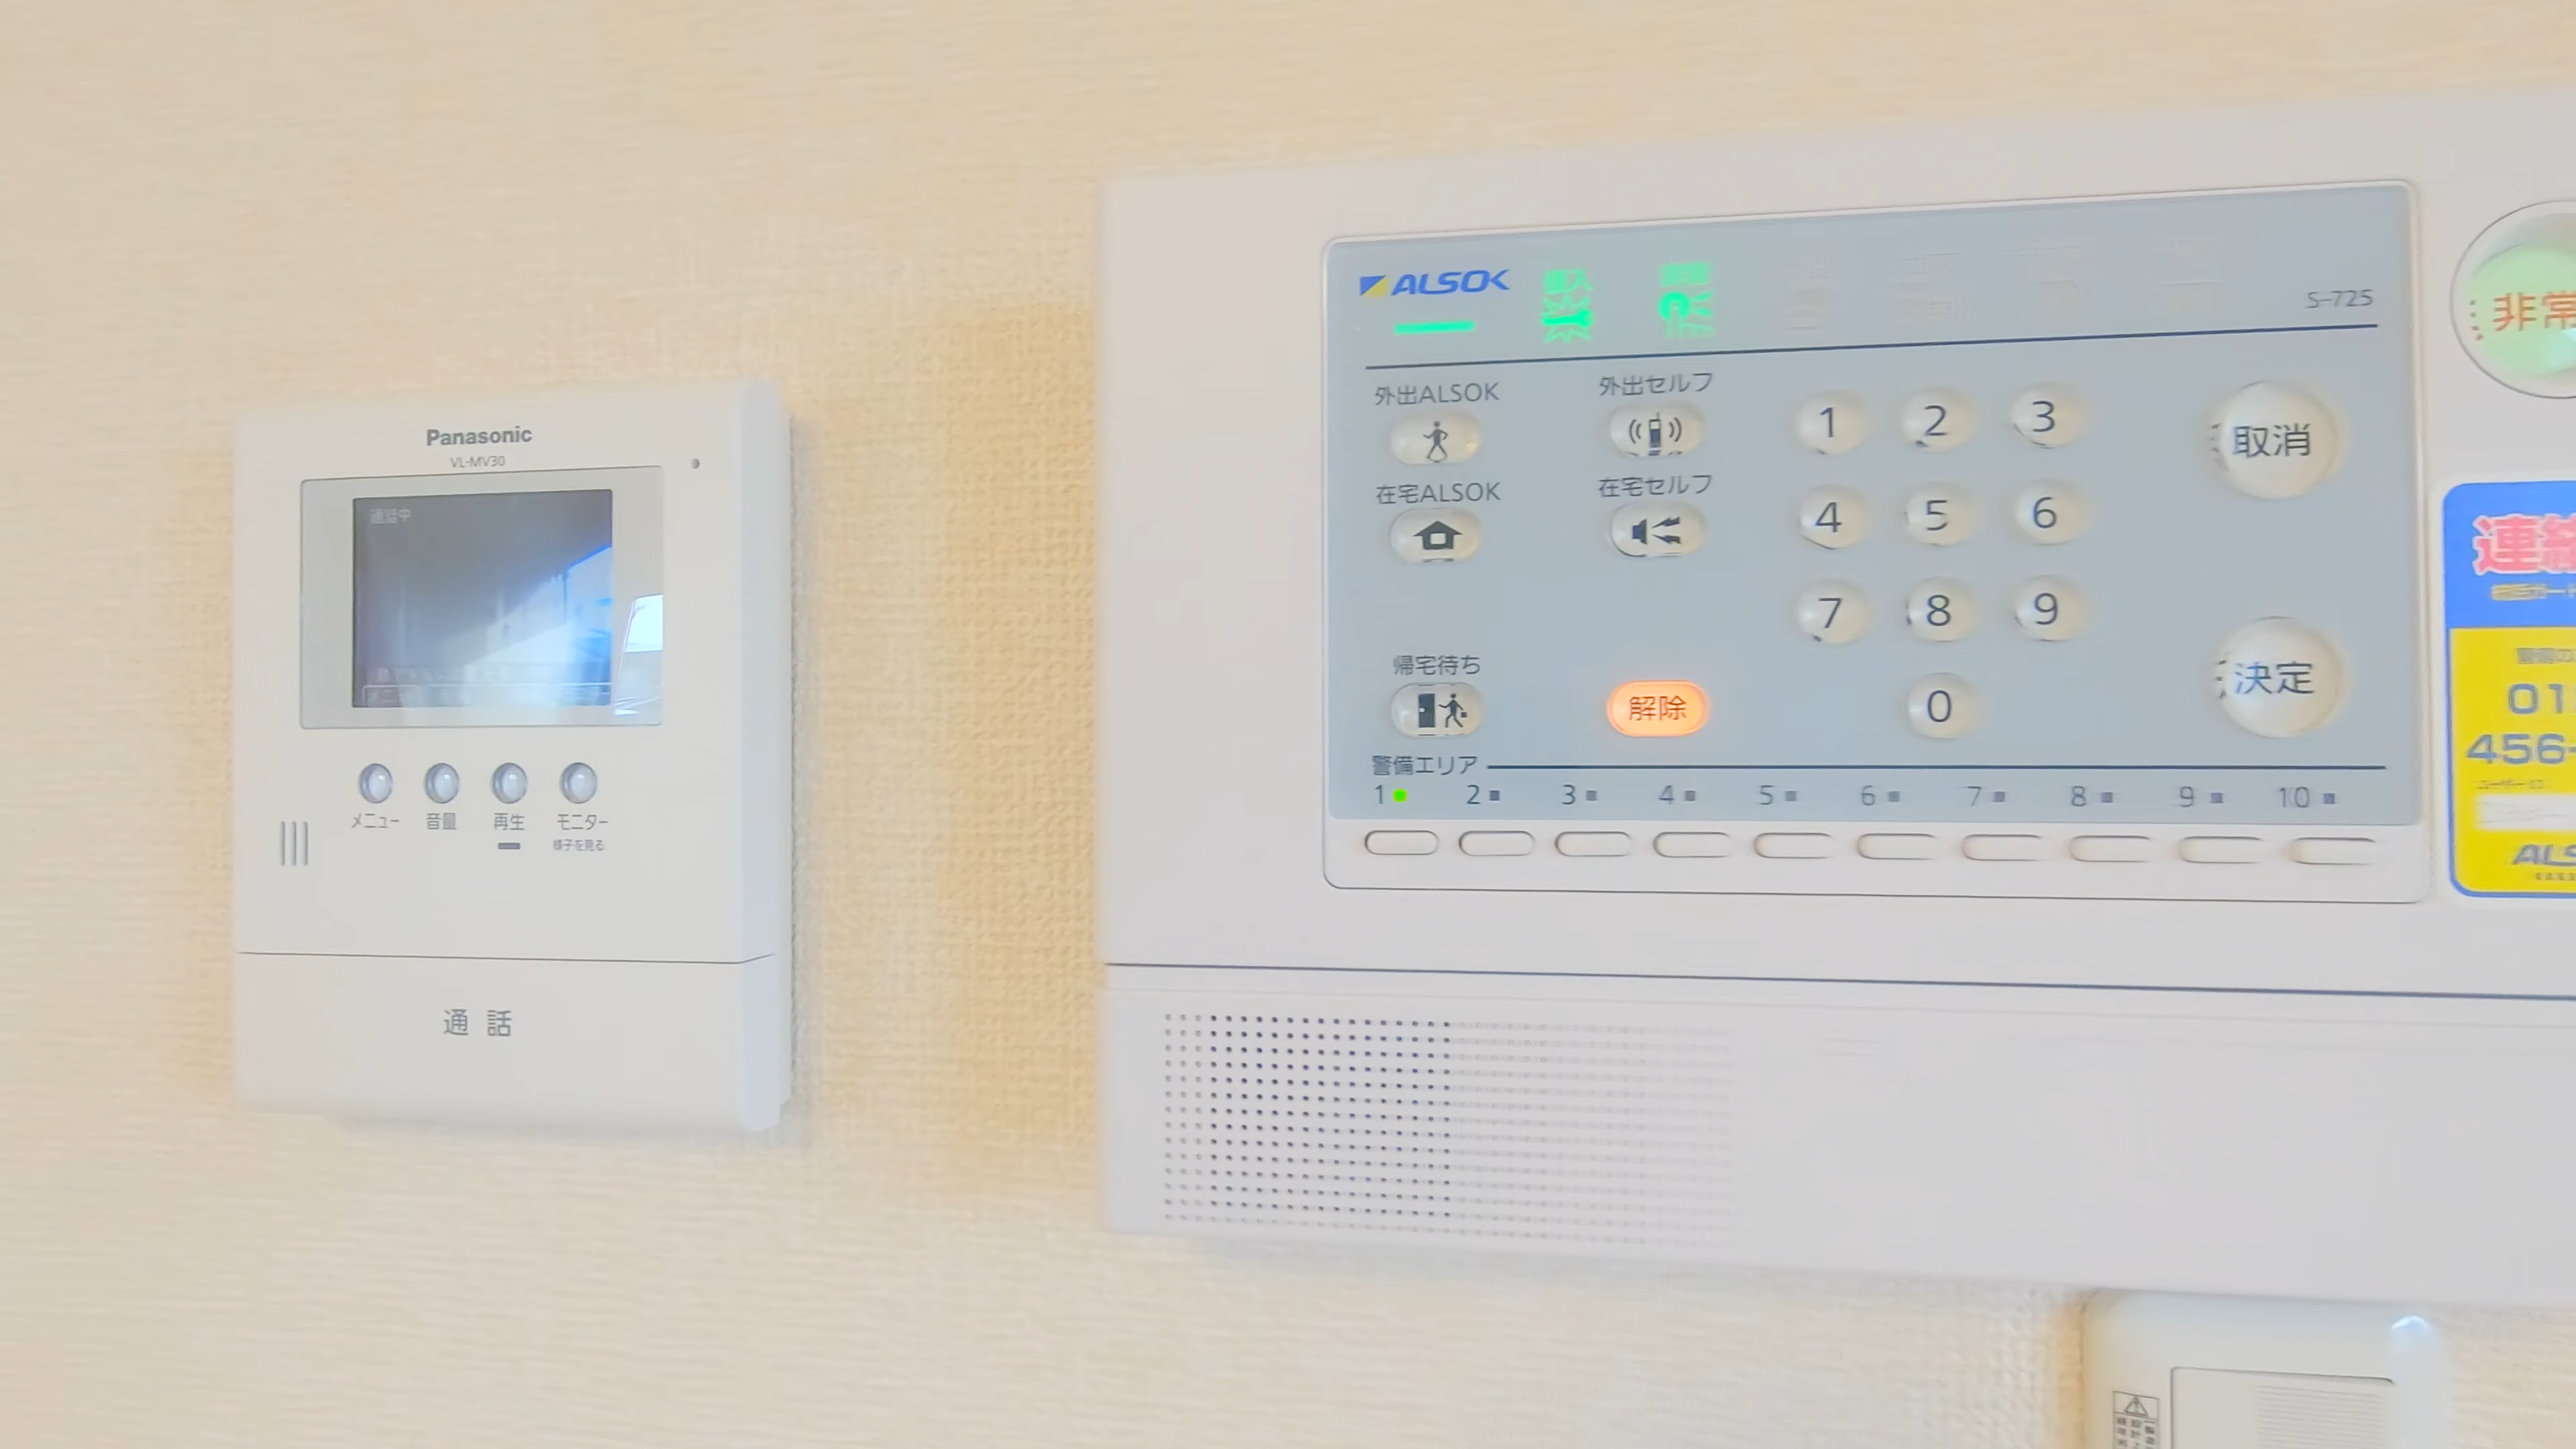 Panasonic
VL-MV30
通話中
メニュー 音量 再生 モニター
様子を見る
通話
ALSOK
S-725
外出ALSOK 外出セルフ
在宅ALSOK 在宅セルフ
帰宅待ち 解除
1 2 3
4 5 6
7 8 9
0
取消
決定
警備エリア
1 2 3 4 5 6 7 8 9 10
非常
連絡
01
456-
ALS